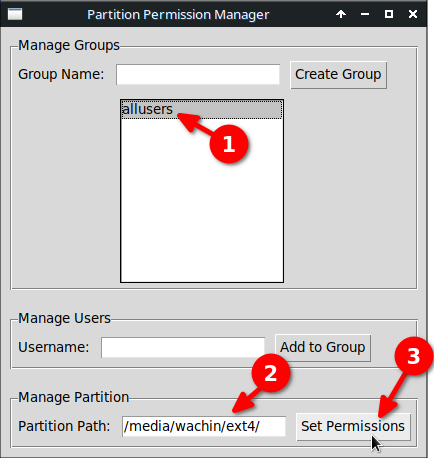 Partition Permission Manager
Manage Groups
Group Name: Create Group
allusers
1
Manage Users
Username: Add to Group
2
3
Manage Partition
Partition Path: /media/wachin/ext4/ Set Permissions